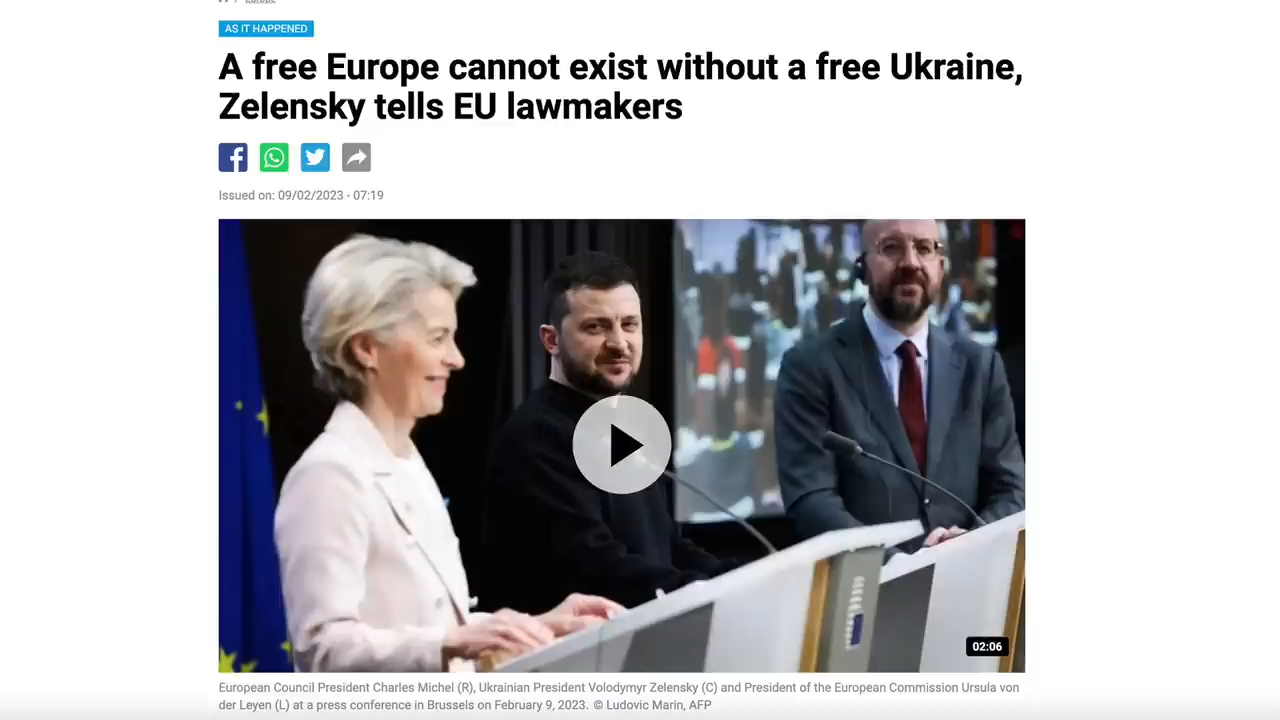 AS IT HAPPENED
A free Europe cannot exist without a free Ukraine,
Zelensky tells EU lawmakers
Issued on: 09/02/2023 - 07:19
02:06
European Council President Charles Michel (R), Ukrainian President Volodymyr Zelensky (C) and President of the European Commission Ursula von
der Leyen (L) at a press conference in Brussels on February 9, 2023. © Ludovic Marin, AFP